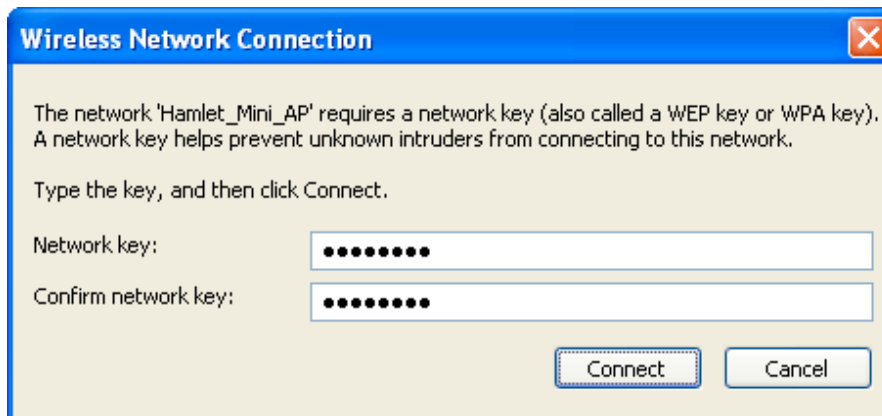 Wireless Network Connection
The network 'Hamlet_Mini_AP' requires a network key (also called a WEP key or WPA key).
A network key helps prevent unknown intruders from connecting to this network.
Type the key, and then click Connect.
Network key: ●●●●●●●●
Confirm network key: ●●●●●●●●
Connect Cancel